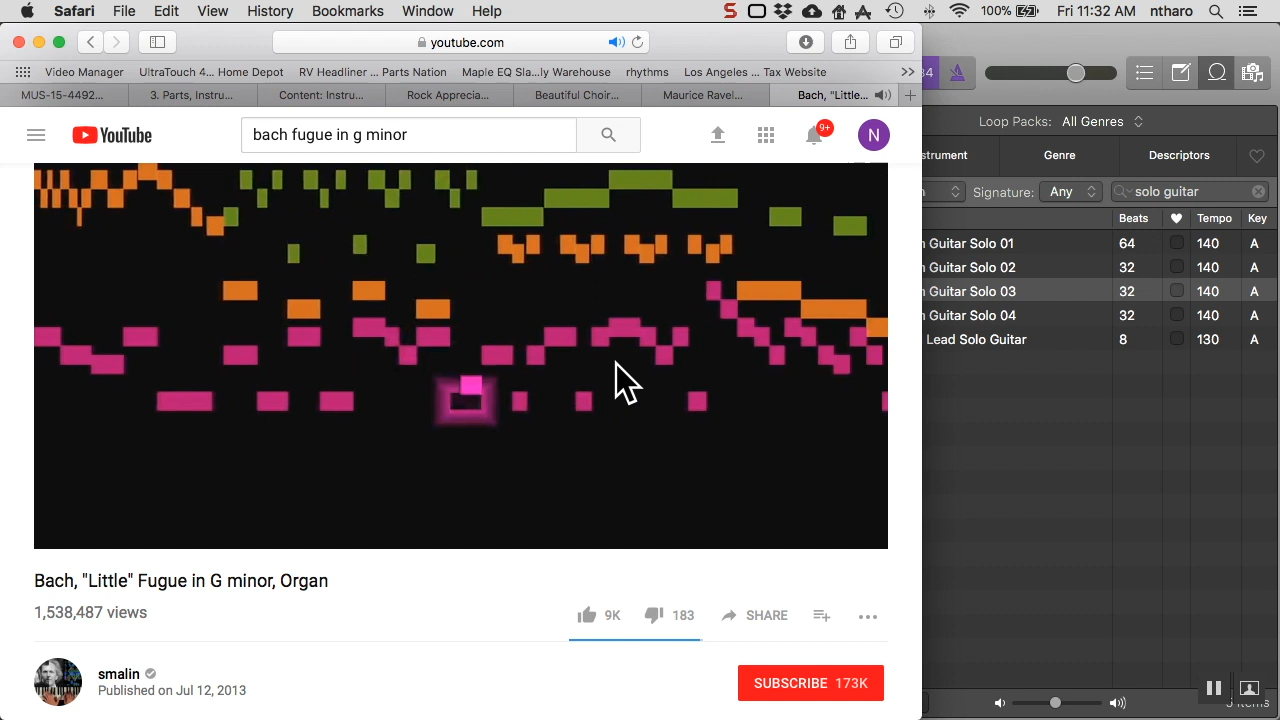 Safari File Edit View History Bookmarks Window Help 100% Fri 11:32 AM ntharo
youtube.com
Video Manager UltraTouch 4... Home Depot RV Headliner ... Parts Nation Maple EQ Sla...ly Warehouse rhythms Los Angeles ... Tax Website
MUS-15-4492... 3. Parts, Instru... Content: Instru... Rock Apprecia... Beautiful Choir... Maurice Ravel... Bach, "Little...
YouTube bach fugue in g minor 9+ N
Bach, "Little" Fugue in G minor, Organ
1,538,487 views
9K 183 SHARE
smalin
Published on Jul 12, 2013
SUBSCRIBE 173K
34
Loop Packs: All Genres
strument Genre Descriptors
Signature: Any solo guitar
Beats Tempo Key
Guitar Solo 01 64 140 A
Guitar Solo 02 32 140 A
Guitar Solo 03 32 140 A
Guitar Solo 04 32 140 A
Lead Solo Guitar 8 130 A
items